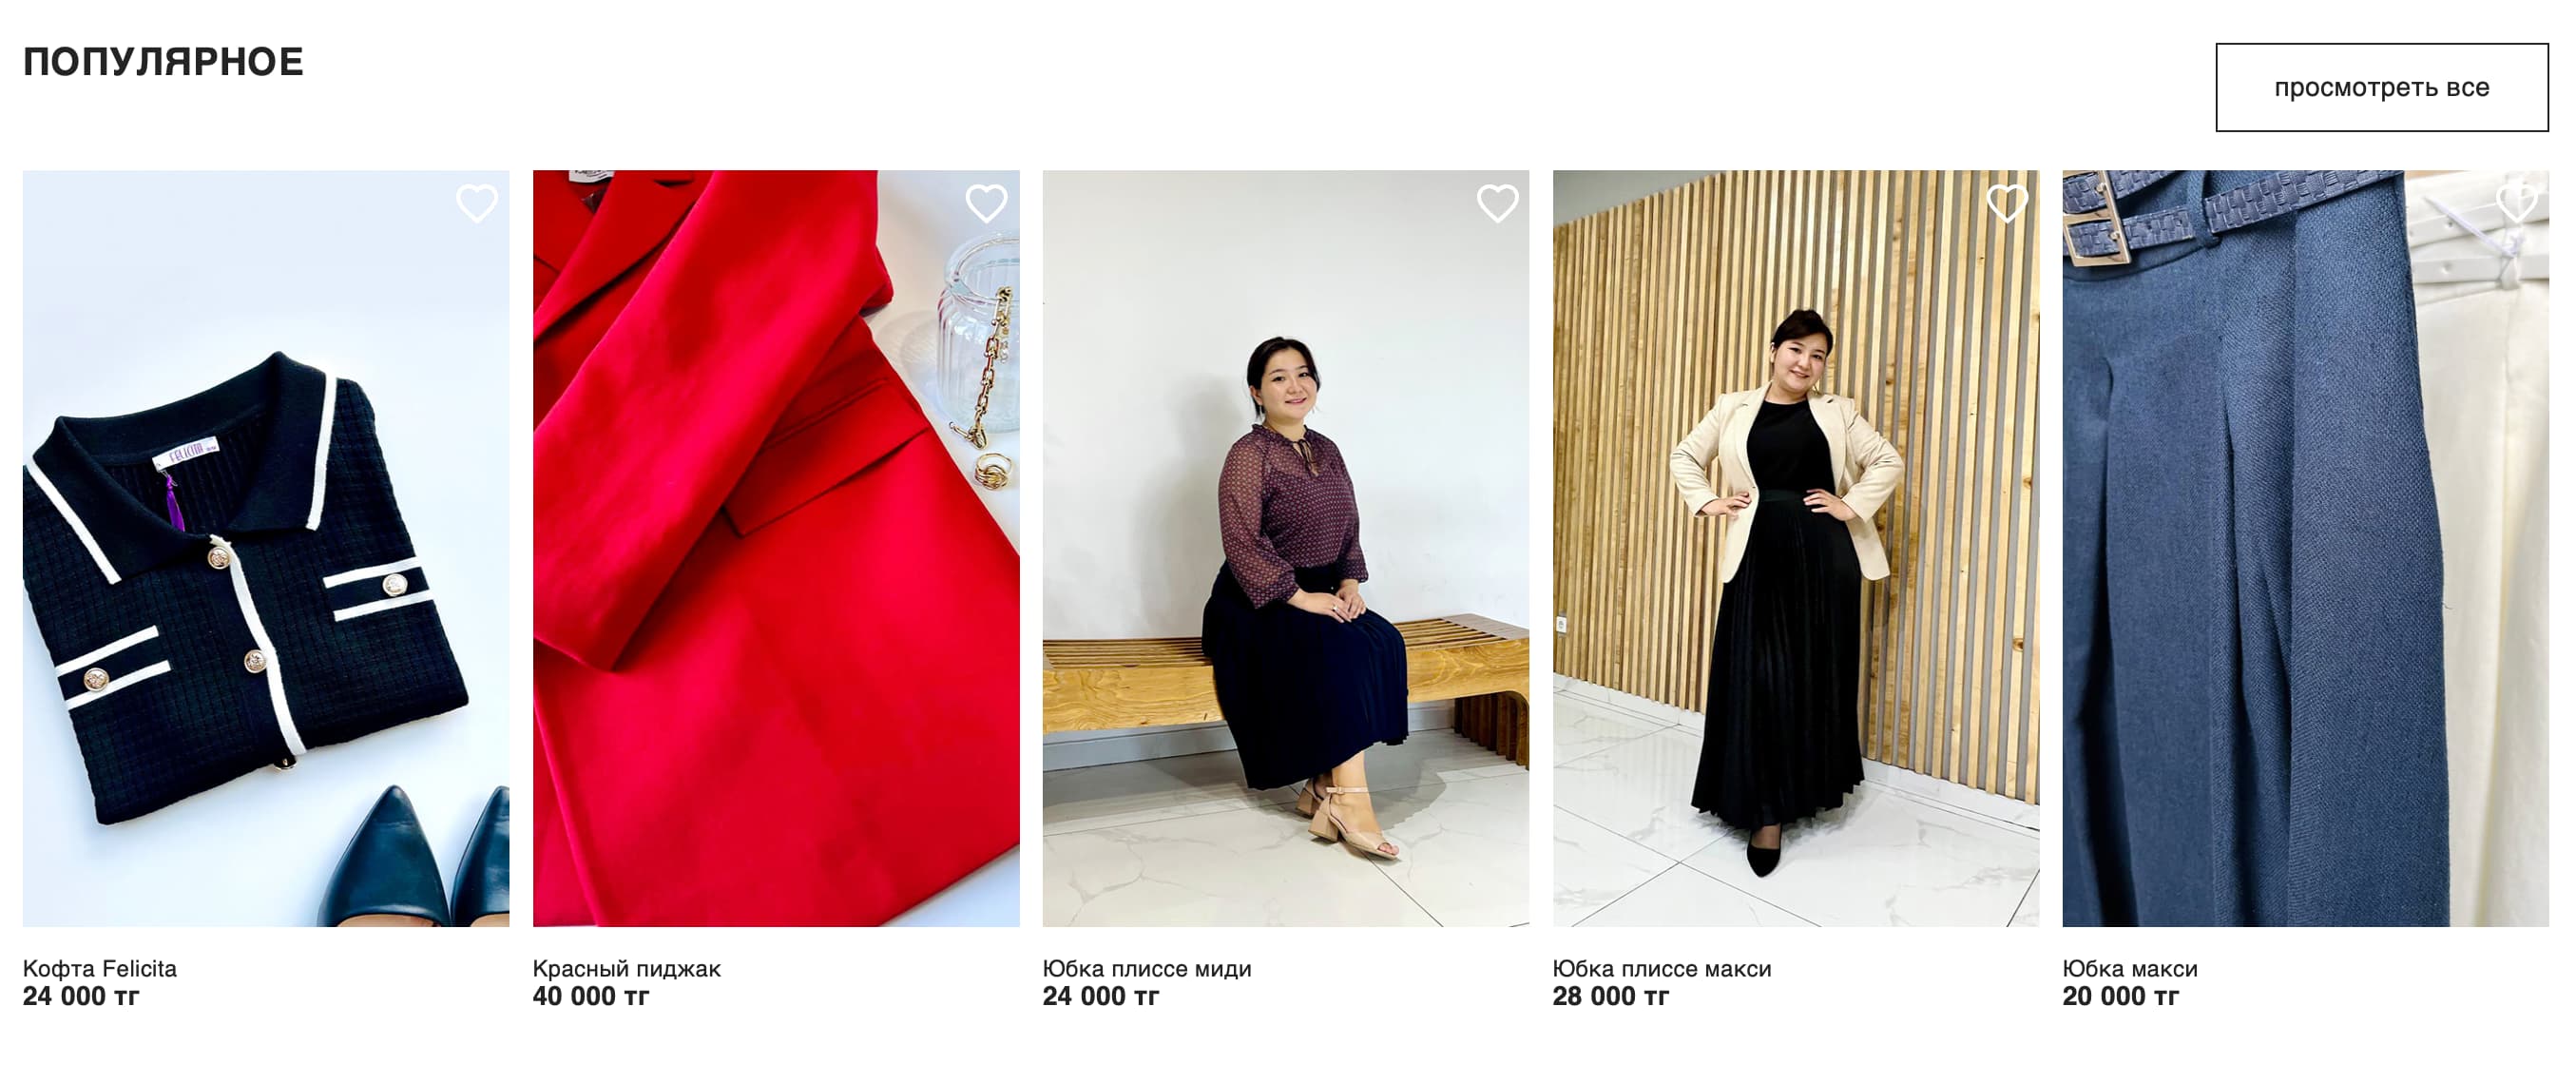 ПОПУЛЯРНОЕ
просмотреть все
FELICITA
Кофта Felicita
24 000 тг
Красный пиджак
40 000 тг
Юбка плиссе миди
24 000 тг
Юбка плиссе макси
28 000 тг
Юбка макси
20 000 тг